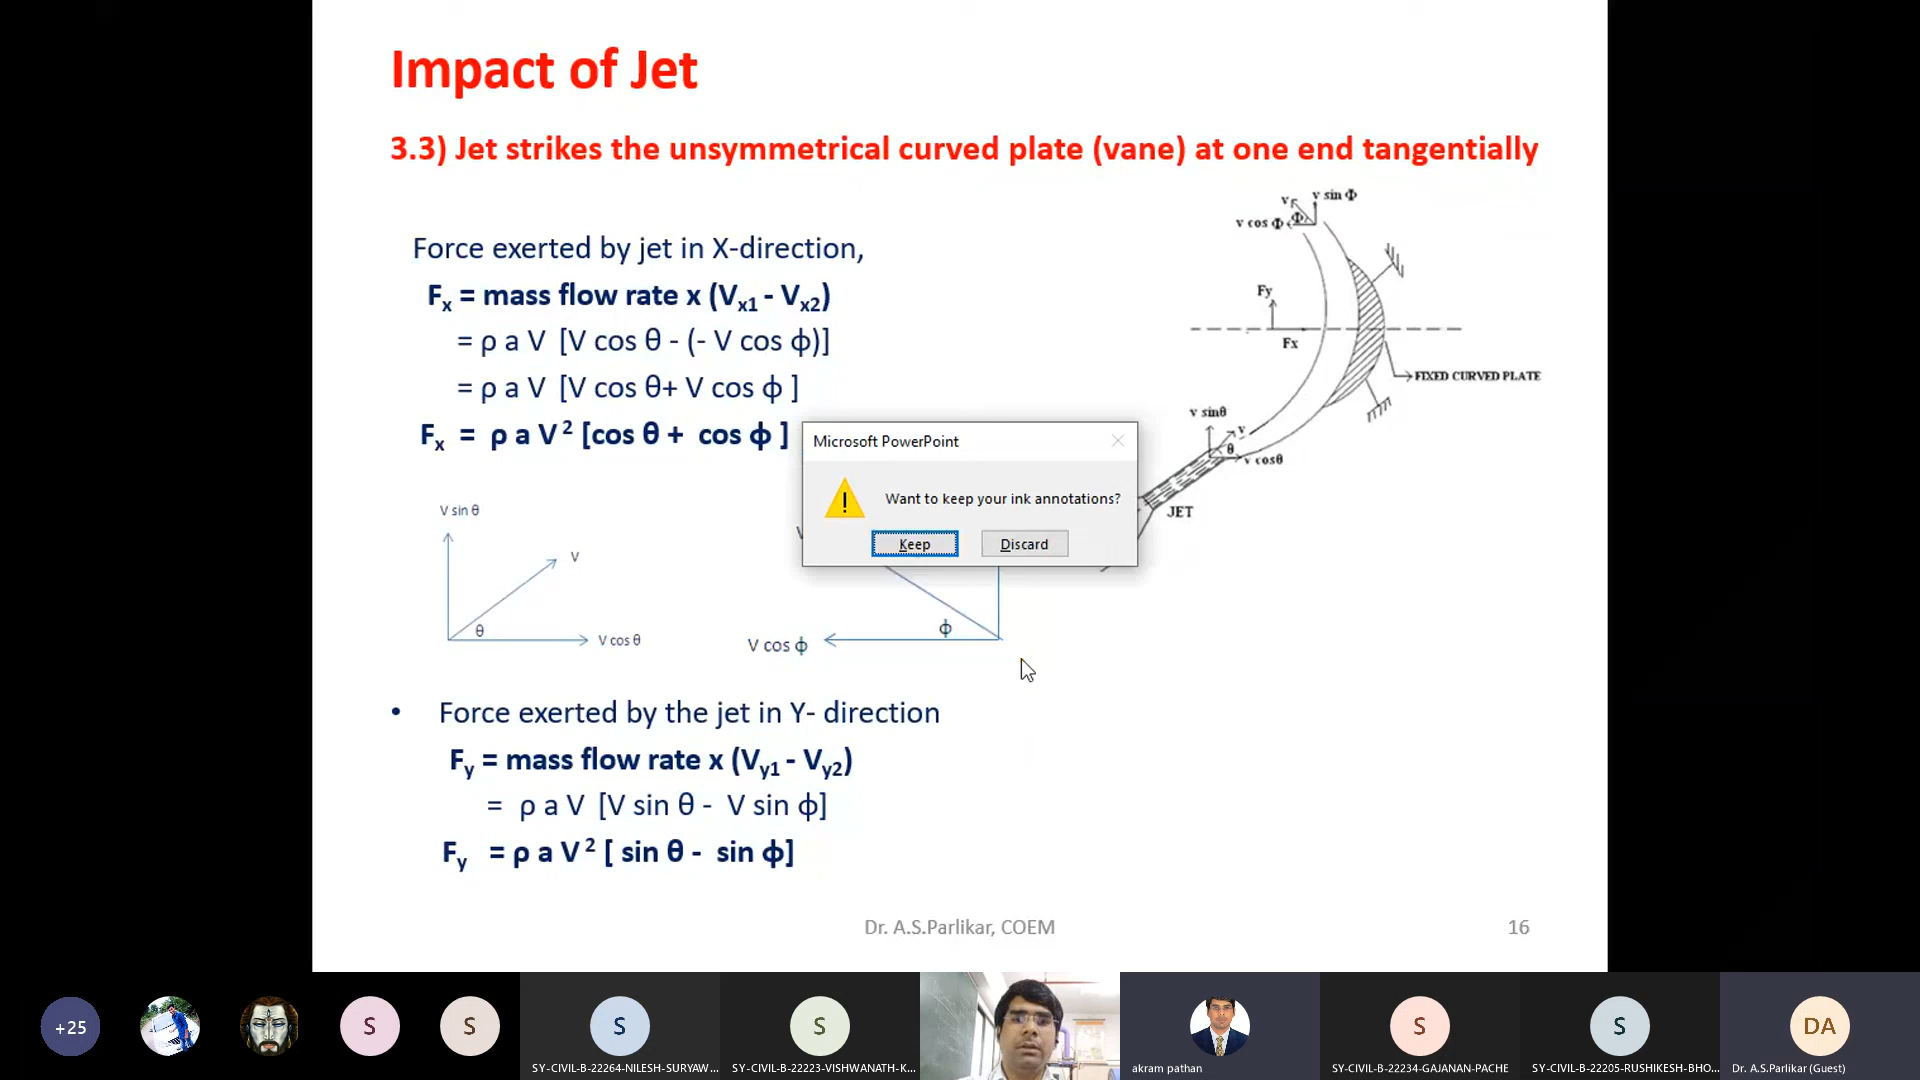 Impact of Jet
3.3) Jet strikes the unsymmetrical curved plate (vane) at one end tangentially
Force exerted by jet in X-direction,
Fx = mass flow rate x (Vx1 - Vx2)
= ρ a V [V cos θ - (- V cos ϕ)]
= ρ a V [V cos θ+ V cos ϕ ]
Fx = ρ a V 2 [cos θ + cos ϕ ]
v sin Φ
v
v cos Φ
Φ
Fy
Fx
FIXED CURVED PLATE
v sinθ
v
θ
v cosθ
JET
Microsoft PowerPoint
Want to keep your ink annotations?
Keep
Discard
V sin θ
V
θ
V cos θ
ϕ
V cos ϕ
• Force exerted by the jet in Y- direction
Fy = mass flow rate x (Vy1 - Vy2)
= ρ a V [V sin θ - V sin ϕ]
Fy = ρ a V 2 [ sin θ - sin ϕ]
Dr. A.S.Parlikar, COEM
16
+25
S
S
S
SY-CIVIL-B-22264-NILESH-SURYAW...
S
SY-CIVIL-B-22223-VISHWANATH-K...
akram pathan
S
SY-CIVIL-B-22234-GAJANAN-PACHE
S
SY-CIVIL-B-22205-RUSHIKESH-BHO...
DA
Dr. A.S.Parlikar (Guest)